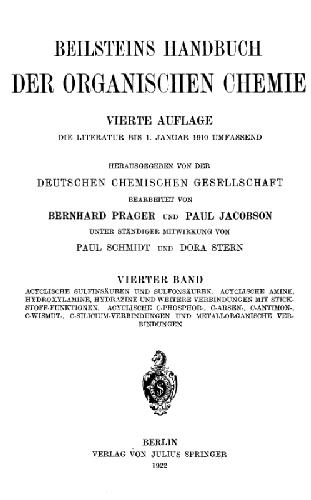 BEILSTEINS HANDBUCH
DER ORGANISCHEN CHEMIE
VIERTE AUFLAGE
DIE LITERATUR BIS 1. JANUAR 1910 UMFASSEND
HERAUSGEGEBEN VON DER
DEUTSCHEN CHEMISCHEN GESELLSCHAFT
BEARBEITET VON
BERNHARD PRAGER UND PAUL JACOBSON
UNTER STÄNDIGER MITWIRKUNG VON
PAUL SCHMIDT UND DORA STERN
VIERTER BAND
ACYCLISCHE SULFINSÄUREN UND SULFONSÄUREN. ACYCLISCHE AMINE,
HYDROXYLAMINE, HYDRAZINE UND WEITERE VERBINDUNGEN MIT STICK-
STOFF-FUNKTIONEN. ACYCLISCHE C-PHOSPHOR-, C-ARSEN-, C-ANTIMON-,
C-WISMUT-, C-SILICIUM-VERBINDUNGEN UND METALLORGANISCHE VER-
BINDUNGEN
BERLIN
VERLAG VON JULIUS SPRINGER
1922